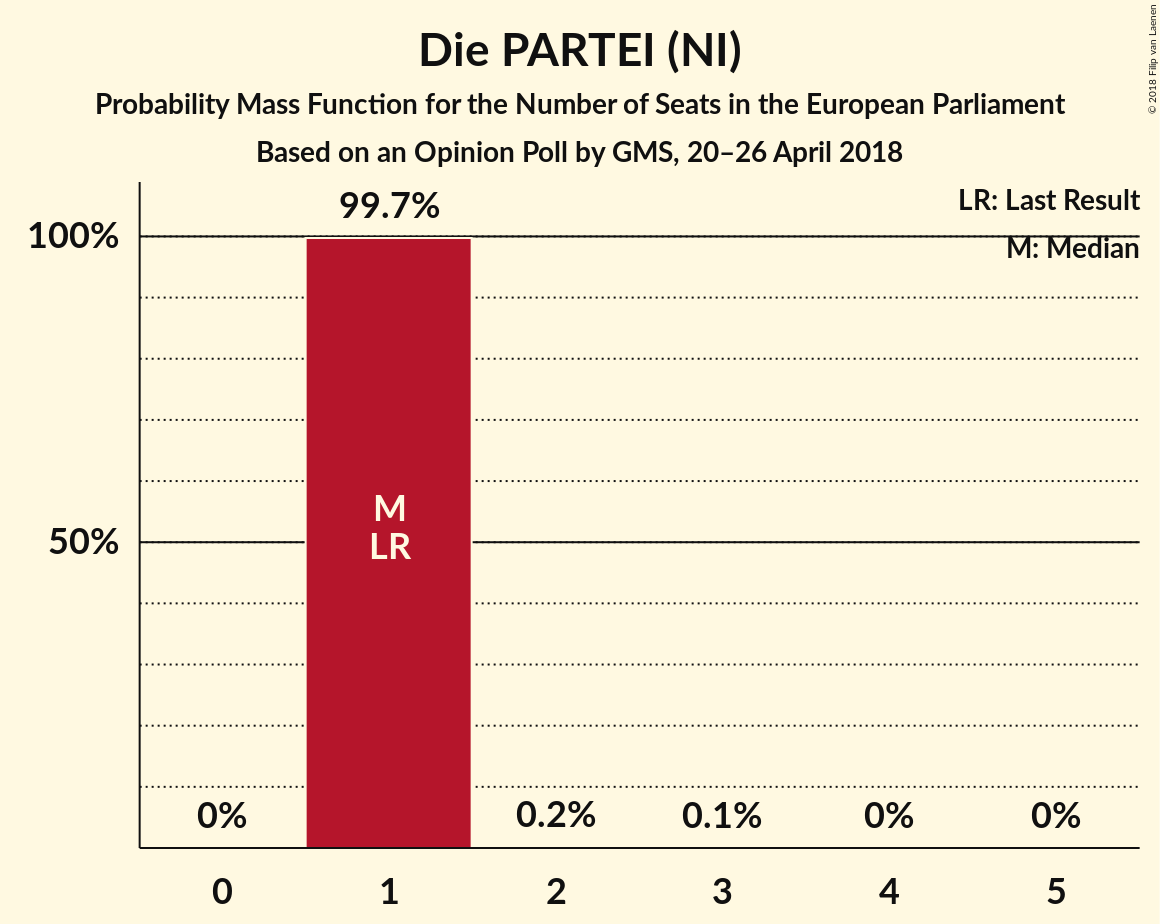 Die PARTEI (NI)
Probability Mass Function for the Number of Seats in the European Parliament
Based on an Opinion Poll by GMS, 20–26 April 2018
© 2018 Filip van Laenen
LR: Last Result
M: Median
100%
50%
99.7%
M
LR
0%
0.2%
0.1%
0%
0%
0
1
2
3
4
5